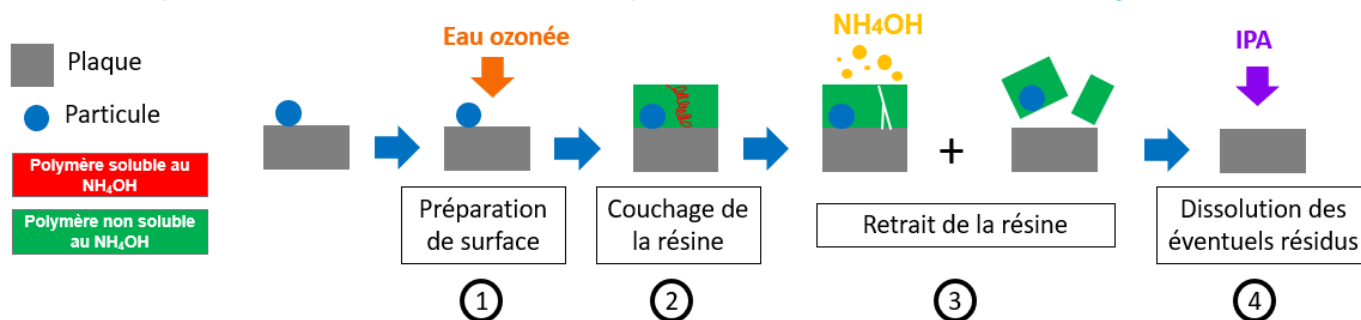 Eau ozonée
NH4OH
IPA
Plaque
Particule
Polymère soluble au
NH₄OH
Polymère non soluble
au NH₄OH
+
Préparation
de surface
Couchage de
la résine
Retrait de la résine
Dissolution des
éventuels résidus
1
2
3
4